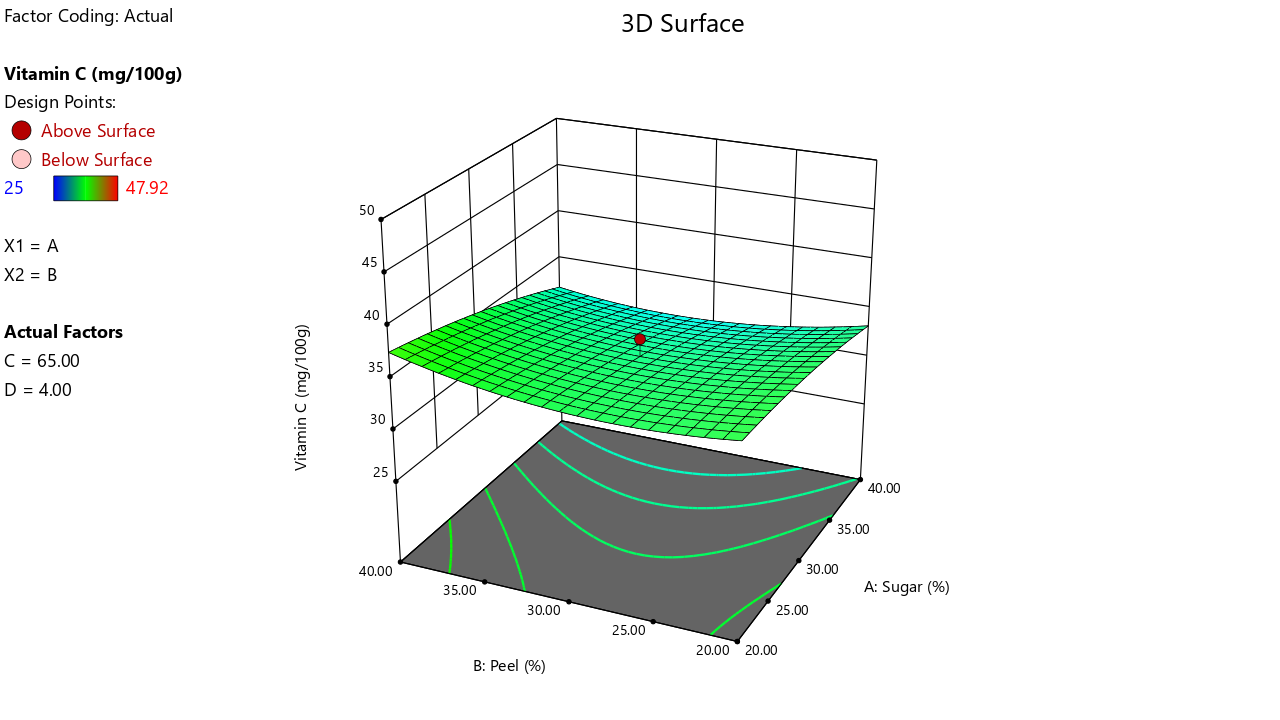 Factor Coding: Actual
3D Surface
Vitamin C (mg/100g)
Design Points:
Above Surface
Below Surface
25 47.92
X1 = A
X2 = B
Actual Factors
C = 65.00
D = 4.00
50
45
40
35
30
25
Vitamin C (mg/100g)
40.00
35.00
30.00
25.00
20.00
B: Peel (%)
40.00
35.00
30.00
25.00
20.00
A: Sugar (%)